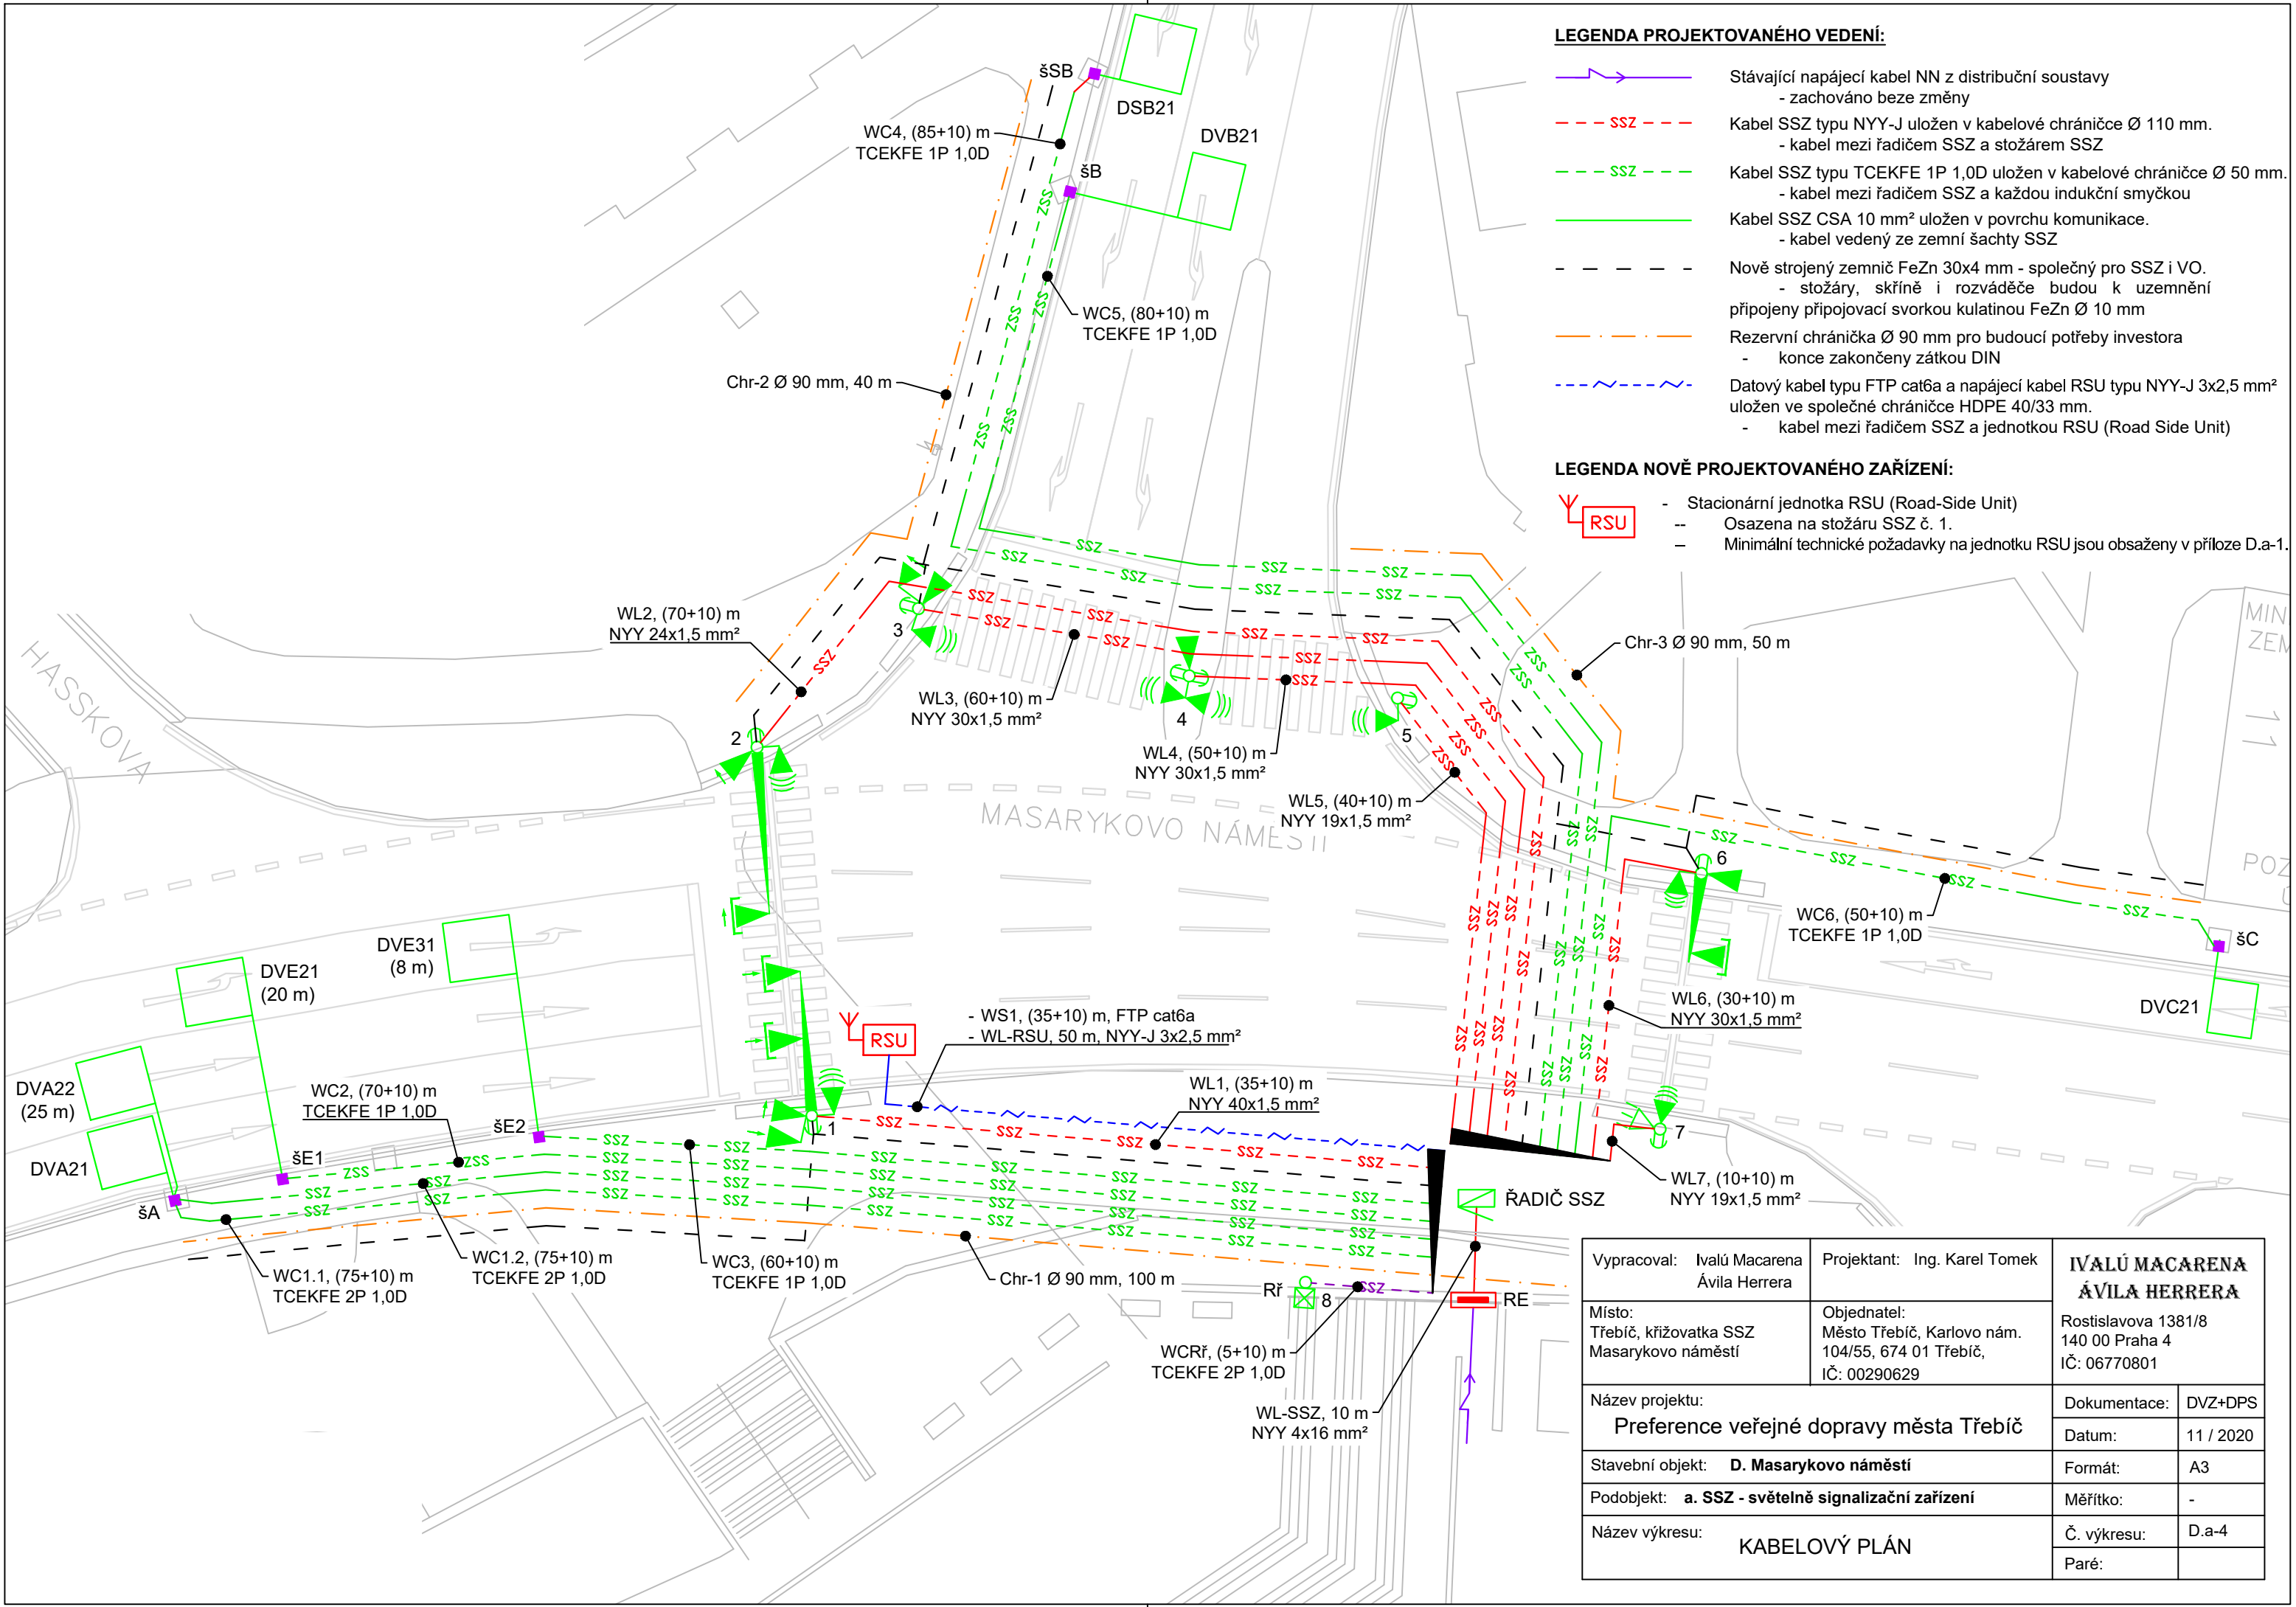 LEGENDA PROJEKTOVANÉHO VEDENÍ:
Stávající napájecí kabel NN z distribuční soustavy
- zachováno beze změny
SSZ
Kabel SSZ typu NYY-J uložen v kabelové chráničce Ø 110 mm.
- kabel mezi řadičem SSZ a stožárem SSZ
SSZ
Kabel SSZ typu TCEKFE 1P 1,0D uložen v kabelové chráničce Ø 50 mm.
- kabel mezi řadičem SSZ a každou indukční smyčkou
Kabel SSZ CSA 10 mm² uložen v povrchu komunikace.
- kabel vedený ze zemní šachty SSZ
Nově strojený zemnič FeZn 30x4 mm - společný pro SSZ i VO.
- stožáry, skříně i rozváděče budou k uzemnění
připojeny připojovací svorkou kulatinou FeZn Ø 10 mm
Rezervní chránička Ø 90 mm pro budoucí potřeby investora
- konce zakončeny zátkou DIN
Datový kabel typu FTP cat6a a napájecí kabel RSU typu NYY-J 3x2,5 mm²
uložen ve společné chráničce HDPE 40/33 mm.
- kabel mezi řadičem SSZ a jednotkou RSU (Road Side Unit)
LEGENDA NOVĚ PROJEKTOVANÉHO ZAŘÍZENÍ:
RSU
- Stacionární jednotka RSU (Road-Side Unit)
-- Osazena na stožáru SSZ č. 1.
– Minimální technické požadavky na jednotku RSU jsou obsaženy v příloze D.a-1.
šSB
DSB21
WC4, (85+10) m
TCEKFE 1P 1,0D
DVB21
šB
WC5, (80+10) m
TCEKFE 1P 1,0D
Chr-2 Ø 90 mm, 40 m
WL2, (70+10) m
NYY 24x1,5 mm²
3
Chr-3 Ø 90 mm, 50 m
WL3, (60+10) m
NYY 30x1,5 mm²
4
5
2
WL4, (50+10) m
NYY 30x1,5 mm²
WL5, (40+10) m
NYY 19x1,5 mm²
HASSKOVA
MASARYKOVO NÁMĚSTÍ
MIN
ZEM
POZ
6
WC6, (50+10) m
TCEKFE 1P 1,0D
šC
DVC21
DVE31
(8 m)
DVE21
(20 m)
WL6, (30+10) m
NYY 30x1,5 mm²
- WS1, (35+10) m, FTP cat6a
- WL-RSU, 50 m, NYY-J 3x2,5 mm²
RSU
DVA22
(25 m)
WC2, (70+10) m
TCEKFE 1P 1,0D
WL1, (35+10) m
NYY 40x1,5 mm²
šE2
1
7
DVA21
šE1
WL7, (10+10) m
NYY 19x1,5 mm²
šA
ŘADIČ SSZ
WC1.1, (75+10) m
TCEKFE 2P 1,0D
WC1.2, (75+10) m
TCEKFE 2P 1,0D
WC3, (60+10) m
TCEKFE 1P 1,0D
Chr-1 Ø 90 mm, 100 m
Rř
8
SSZ
RE
WCRř, (5+10) m
TCEKFE 2P 1,0D
WL-SSZ, 10 m
NYY 4x16 mm²
Vypracoval: Ivalú Macarena
Ávila Herrera
Projektant: Ing. Karel Tomek
IVALÚ MACARENA
ÁVILA HERRERA
Rostislavova 1381/8
140 00 Praha 4
IČ: 06770801
Místo:
Třebíč, křižovatka SSZ
Masarykovo náměstí
Objednatel:
Město Třebíč, Karlovo nám.
104/55, 674 01 Třebíč,
IČ: 00290629
Název projektu:
Preference veřejné dopravy města Třebíč
Dokumentace: DVZ+DPS
Datum: 11 / 2020
Stavební objekt: D. Masarykovo náměstí
Formát: A3
Podobjekt: a. SSZ - světelně signalizační zařízení
Měřítko: -
Název výkresu:
KABELOVÝ PLÁN
Č. výkresu: D.a-4
Paré: